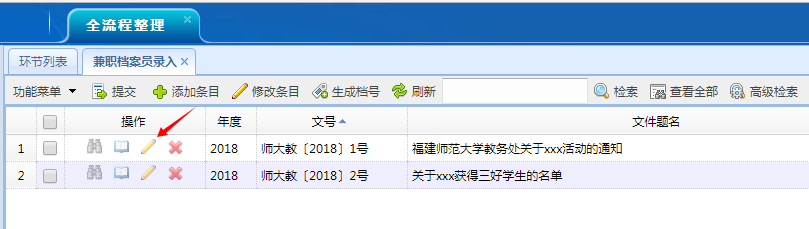 全流程整理
环节列表 兼职档案员录入
功能菜单 提交 添加条目 修改条目 生成档号 刷新 检索 查看全部 高级检索
操作 年度 文号 文件题名
1 2018 师大教〔2018〕1号 福建师范大学教务处关于xxx活动的通知
2 2018 师大教〔2018〕2号 关于xxx获得三好学生的名单